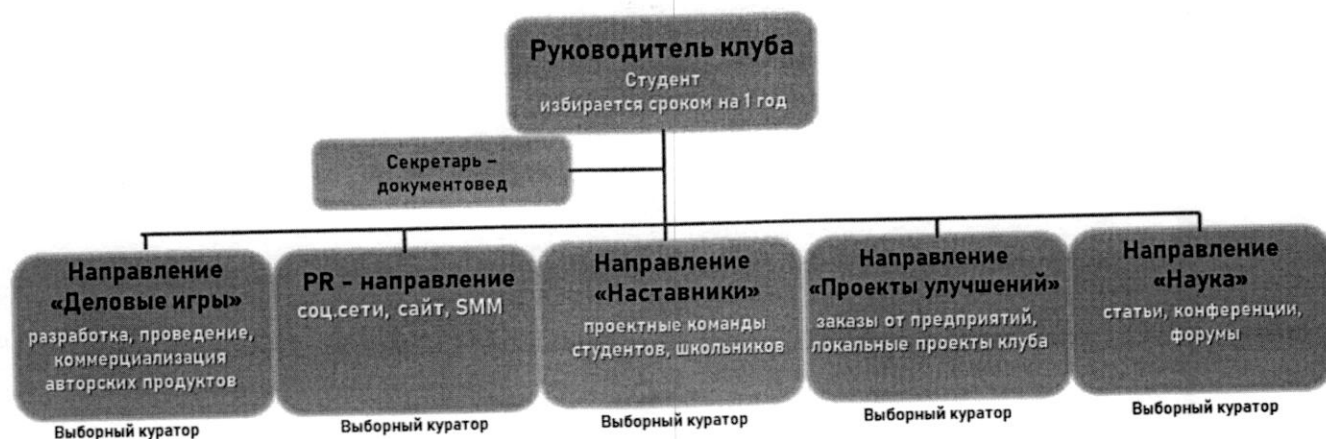 Руководитель клуба
Студент
избирается сроком на 1 год
Секретарь –
документовед
Направление
«Деловые игры»
разработка, проведение,
коммерциализация
авторских продуктов
Выборный куратор
PR – направление
соц.сети, сайт, SMM
Выборный куратор
Направление
«Наставники»
проектные команды
студентов, школьников
Выборный куратор
Направление
«Проекты улучшений»
заказы от предприятий,
локальные проекты клуба
Выборный куратор
Направление
«Наука»
статьи, конференции,
форумы
Выборный куратор